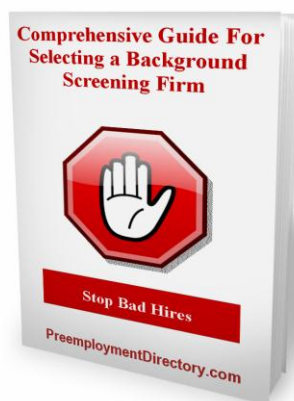 Comprehensive Guide For
Selecting a Background
Screening Firm
Stop Bad Hires
PreemploymentDirectory.com